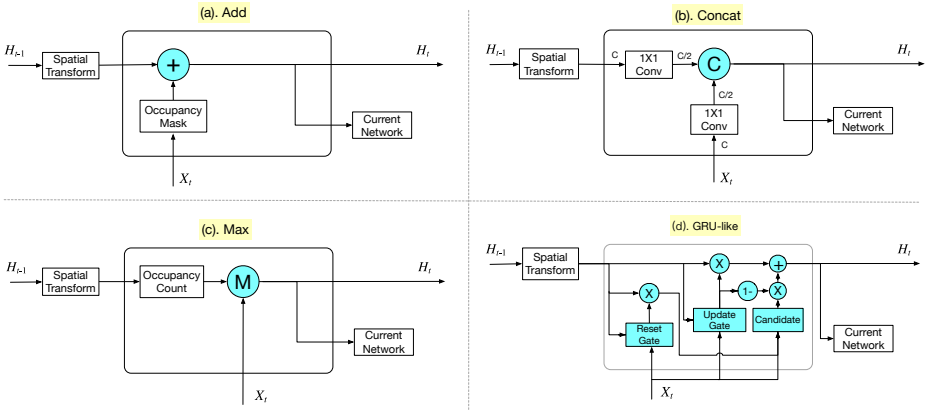 (a). Add
H_{t-1}
Spatial
Transform
+
H_t
Occupancy
Mask
Current
Network
X_t
(b). Concat
H_{t-1}
Spatial
Transform
C
1X1
Conv
C/2
C
H_t
C/2
1X1
Conv
Current
Network
C
X_t
(c). Max
H_{t-1}
Spatial
Transform
Occupancy
Count
M
H_t
Current
Network
X_t
(d). GRU-like
H_{t-1}
Spatial
Transform
X
+
H_t
X
1-
X
Reset
Gate
Update
Gate
Candidate
Current
Network
X_t